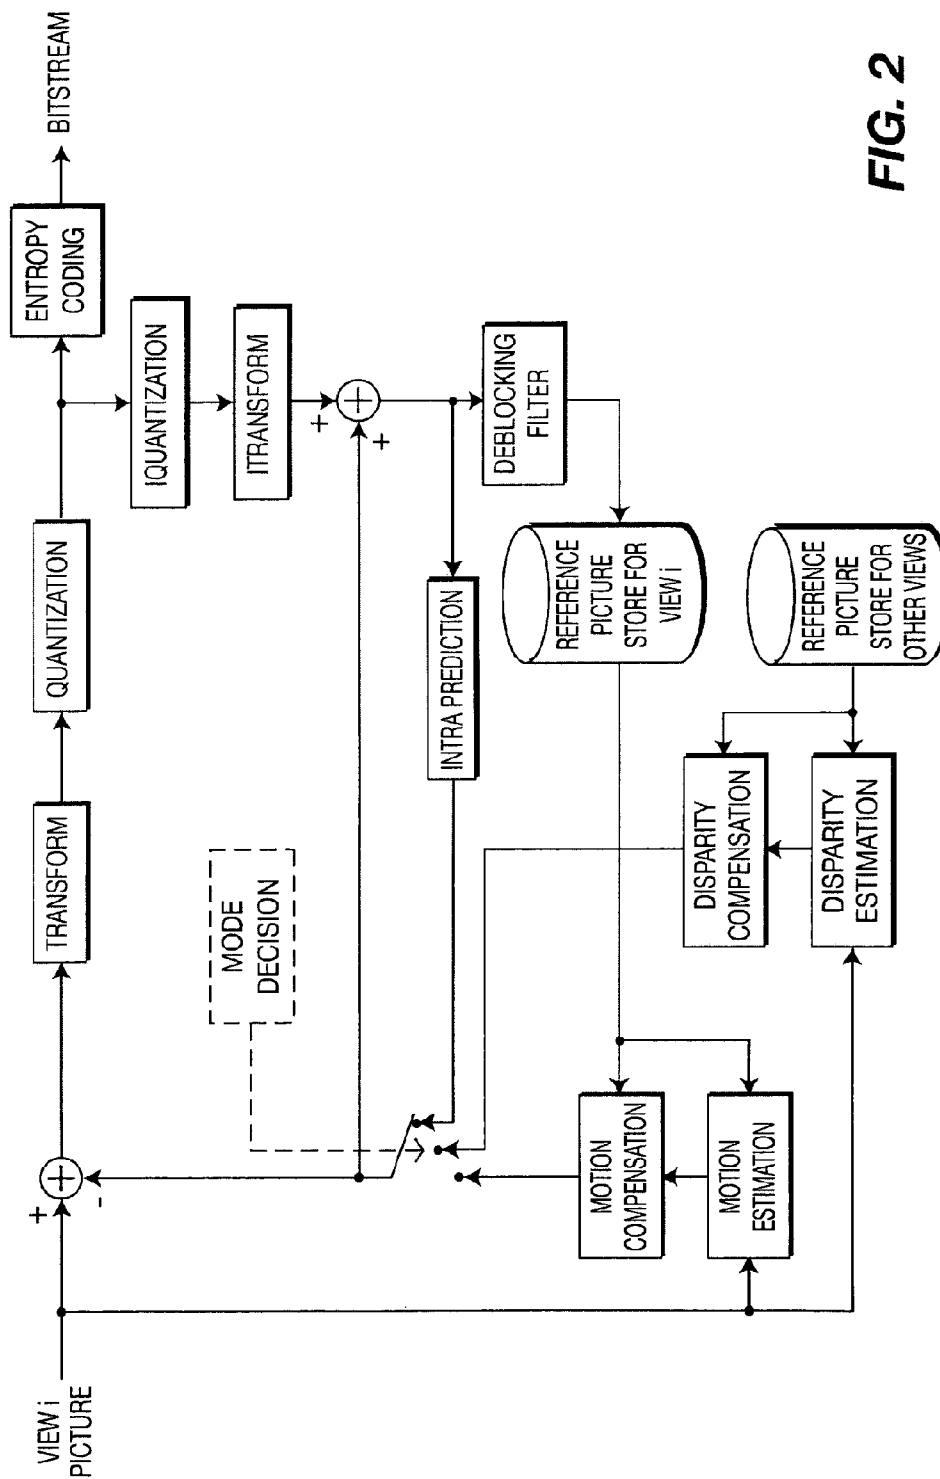 VIEW i
PICTURE
+
-
TRANSFORM
QUANTIZATION
ENTROPY
CODING
BITSTREAM
IQUANTIZATION
ITRANSFORM
+
+
MODE
DECISION
INTRA PREDICTION
DEBLOCKING
FILTER
MOTION
COMPENSATION
REFERENCE
PICTURE
STORE FOR
VIEW i
MOTION
ESTIMATION
DISPARITY
COMPENSATION
DISPARITY
ESTIMATION
REFERENCE
PICTURE
STORE FOR
OTHER VIEWS
FIG. 2